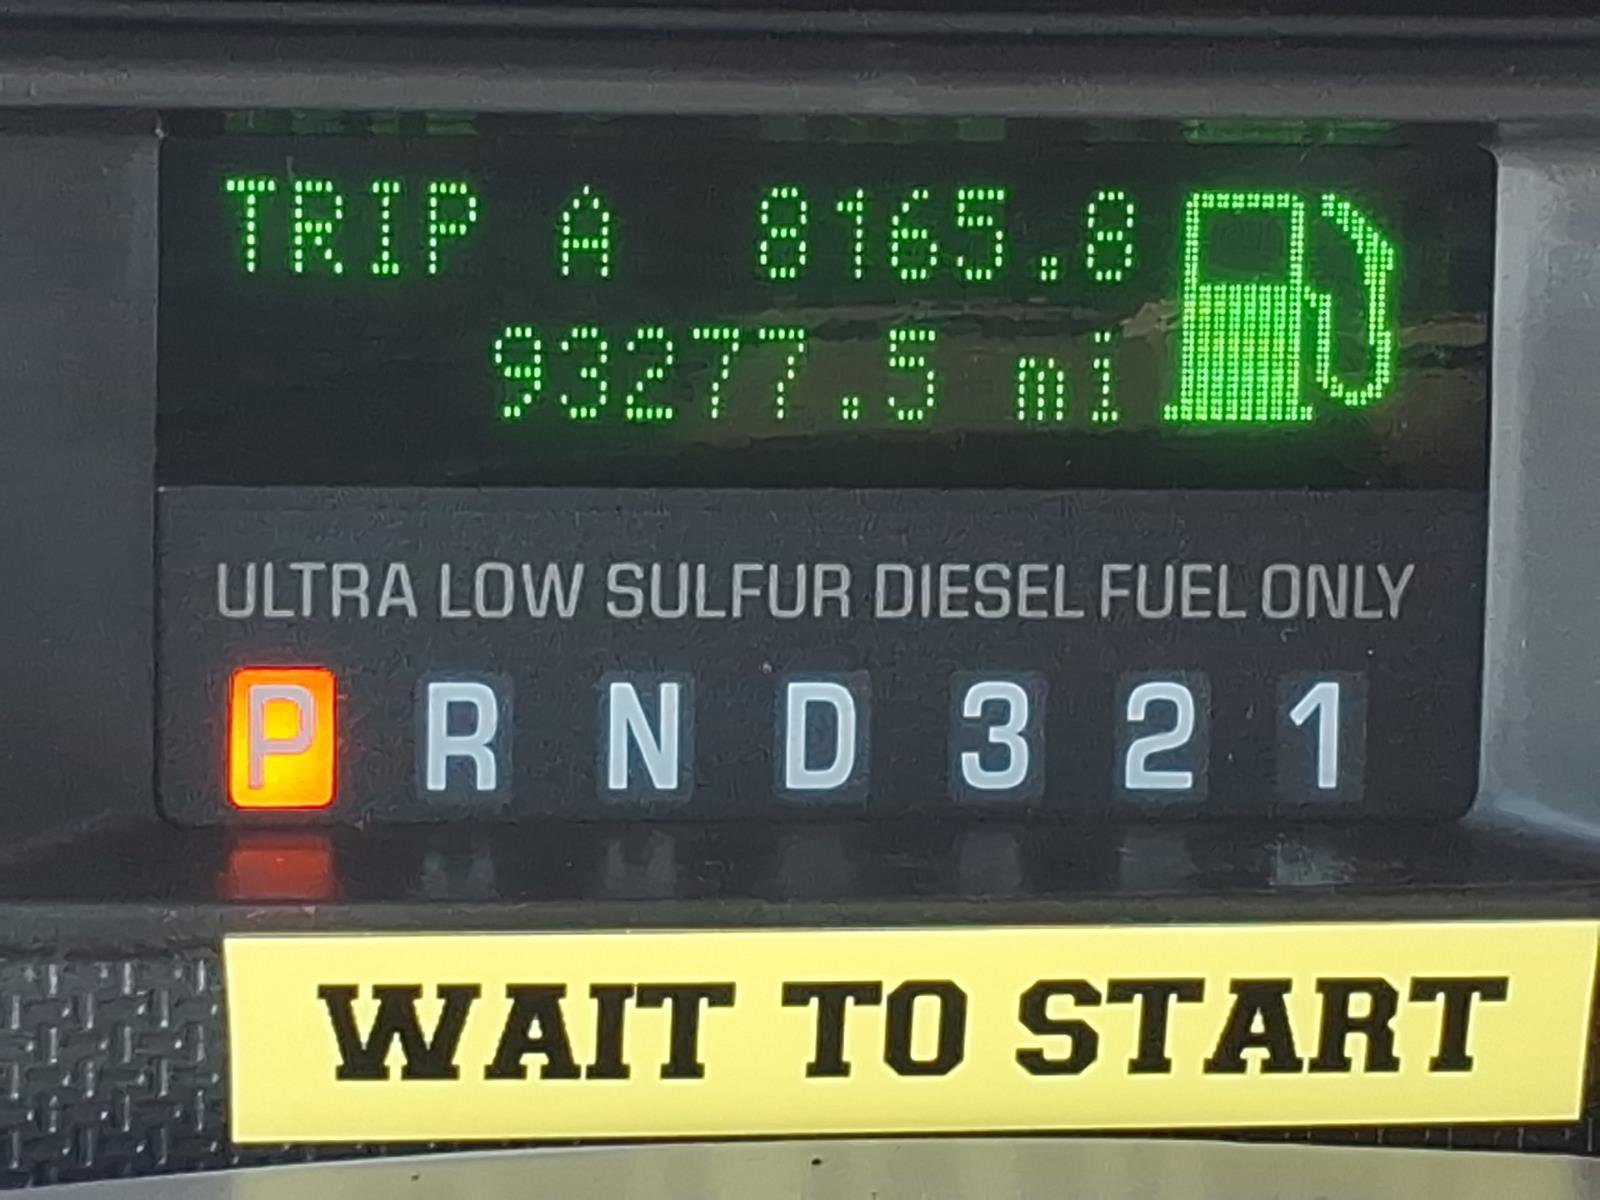 TRIP A 8165.8
93277.5 mi
ULTRA LOW SULFUR DIESEL FUEL ONLY
P R N D 3 2 1
WAIT TO START